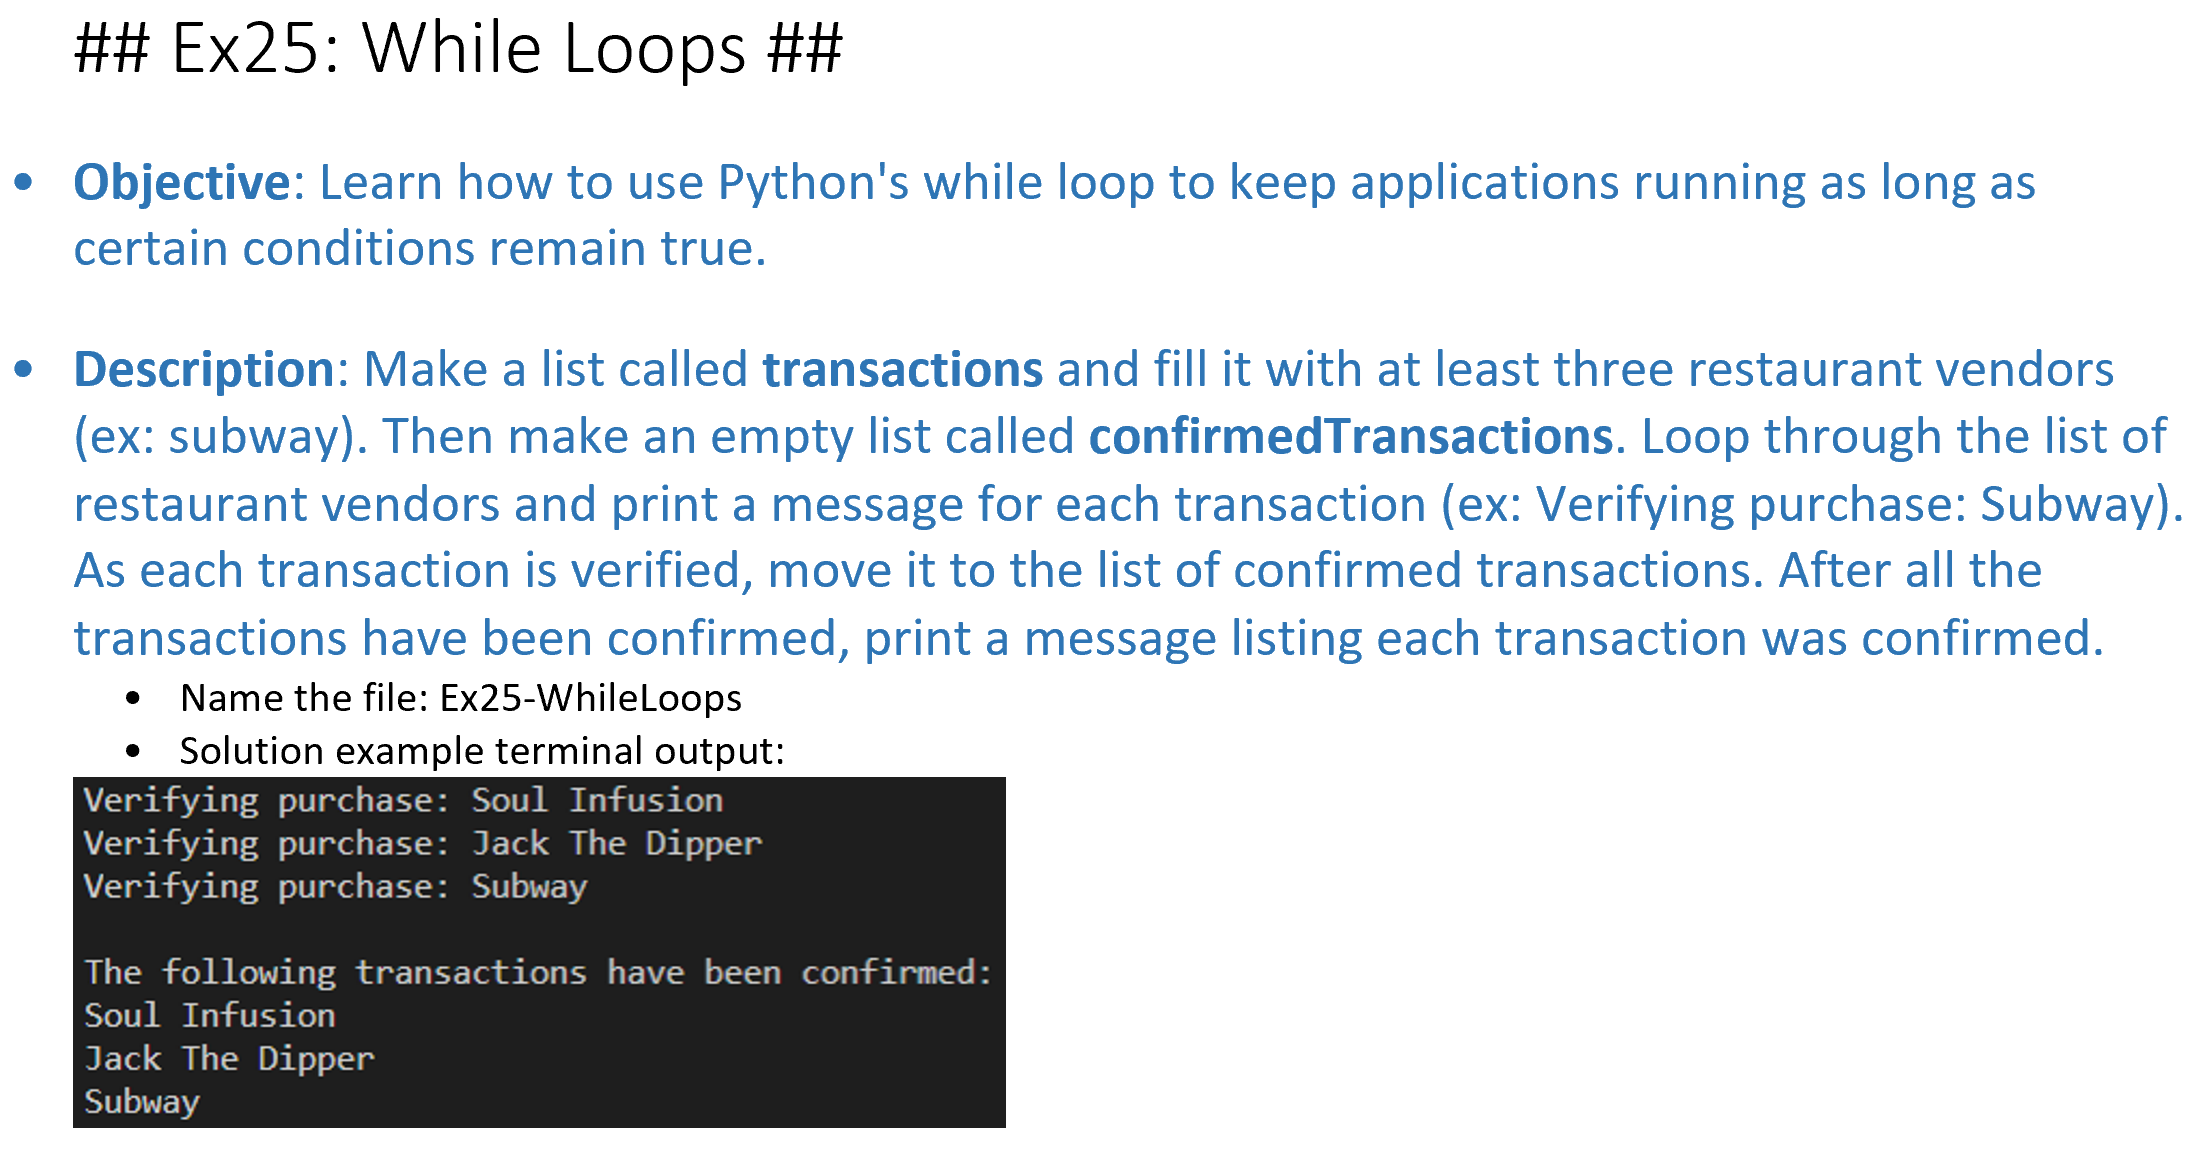 ## Ex25: While Loops ##
• Objective: Learn how to use Python's while loop to keep applications running as long as
certain conditions remain true.
• Description: Make a list called transactions and fill it with at least three restaurant vendors
(ex: subway). Then make an empty list called confirmedTransactions. Loop through the list of
restaurant vendors and print a message for each transaction (ex: Verifying purchase: Subway).
As each transaction is verified, move it to the list of confirmed transactions. After all the
transactions have been confirmed, print a message listing each transaction was confirmed.
• Name the file: Ex25-WhileLoops
• Solution example terminal output:
Verifying purchase: Soul Infusion
Verifying purchase: Jack The Dipper
Verifying purchase: Subway
The following transactions have been confirmed:
Soul Infusion
Jack The Dipper
Subway